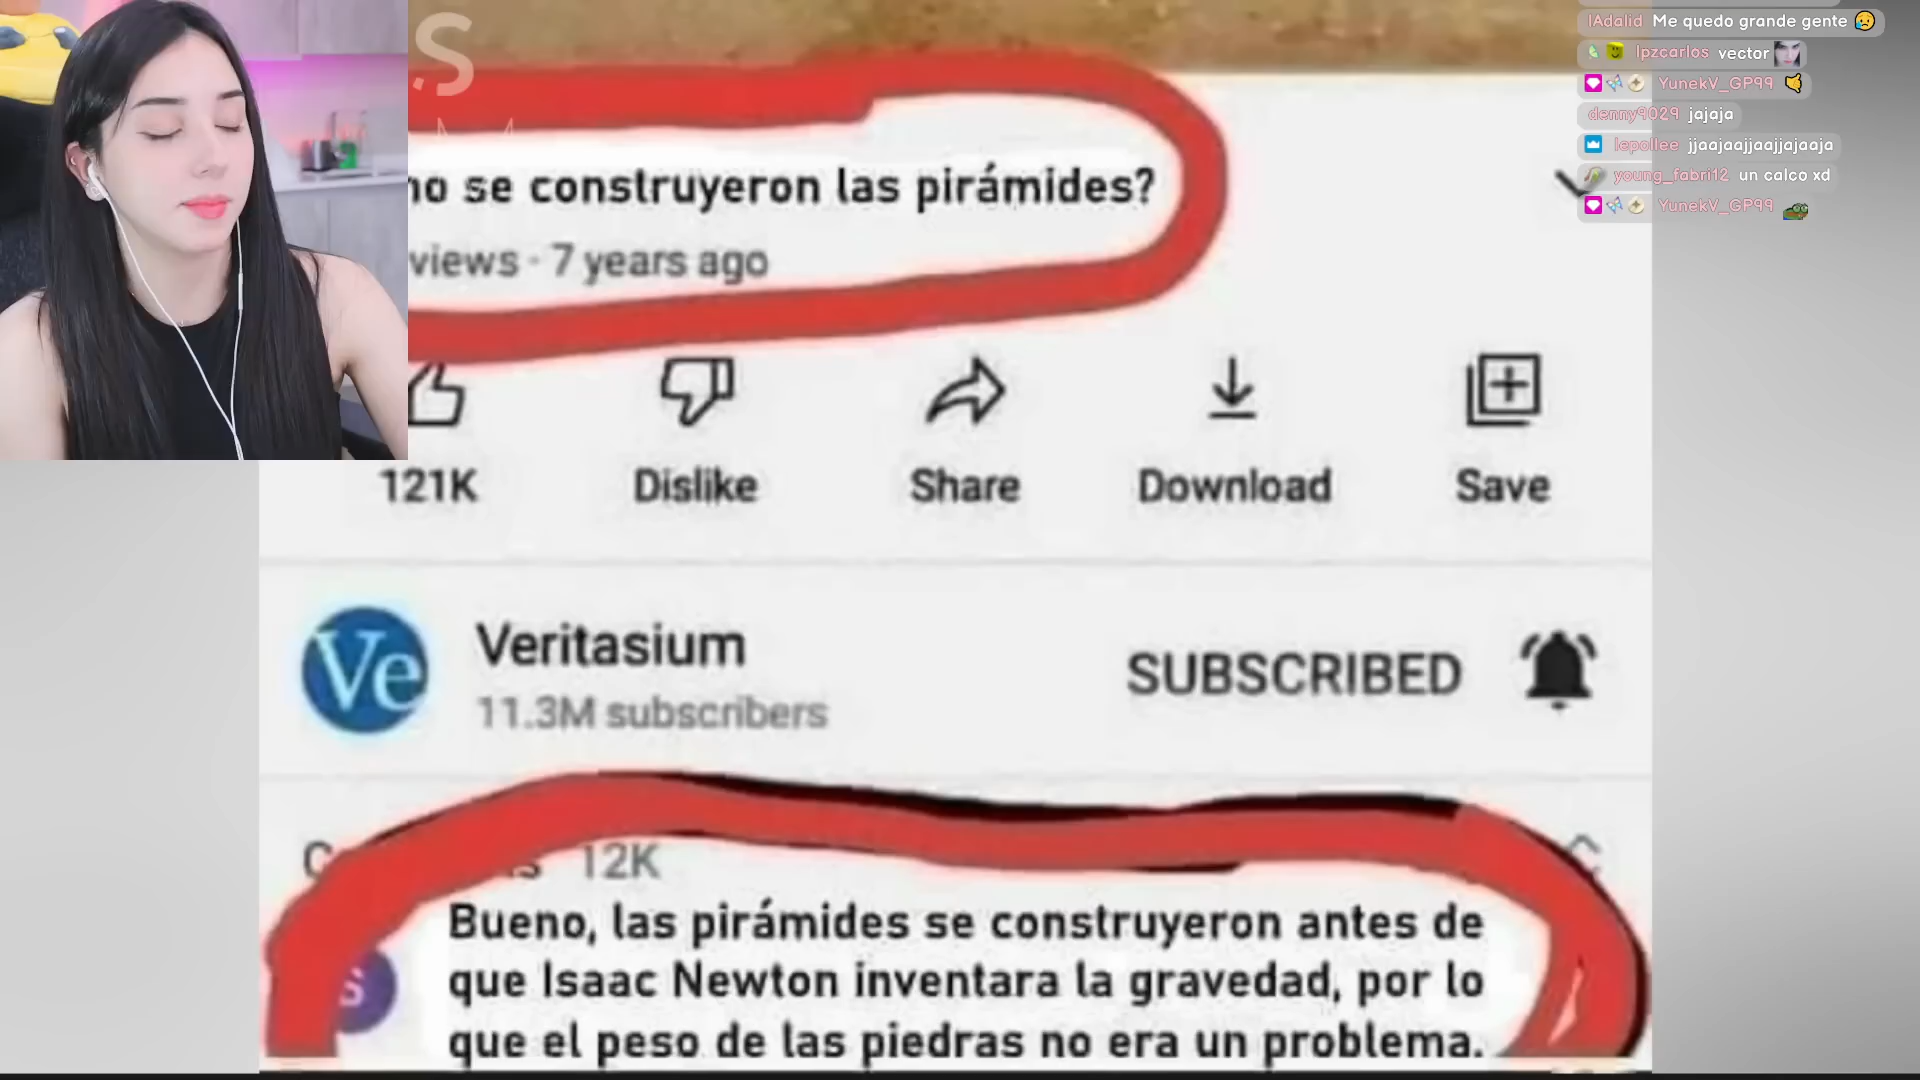 .S
se construyeron las pirámides?
views · 7 years ago
121K
Dislike
Share
Download
Save
Ve
Veritasium
11.3M subscribers
SUBSCRIBED
12K
S
Bueno, las pirámides se construyeron antes de
que Isaac Newton inventara la gravedad, por lo
que el peso de las piedras no era un problema.
lAdalid Me quedo grande gente
lpzcarlos vector
YunekV_GP99
denny9029 jajaja
lepollee jjaajaajjaajjajaaja
young_fabri12 un calco xd
YunekV_GP99